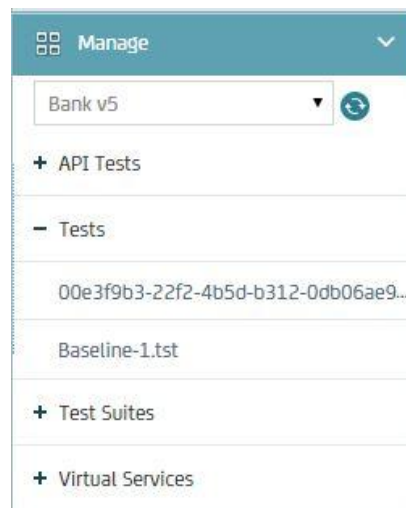 Manage
Bank v5
+ API Tests
− Tests
00e3f9b3-22f2-4b5d-b312-0db06ae9...
Baseline-1.tst
+ Test Suites
+ Virtual Services